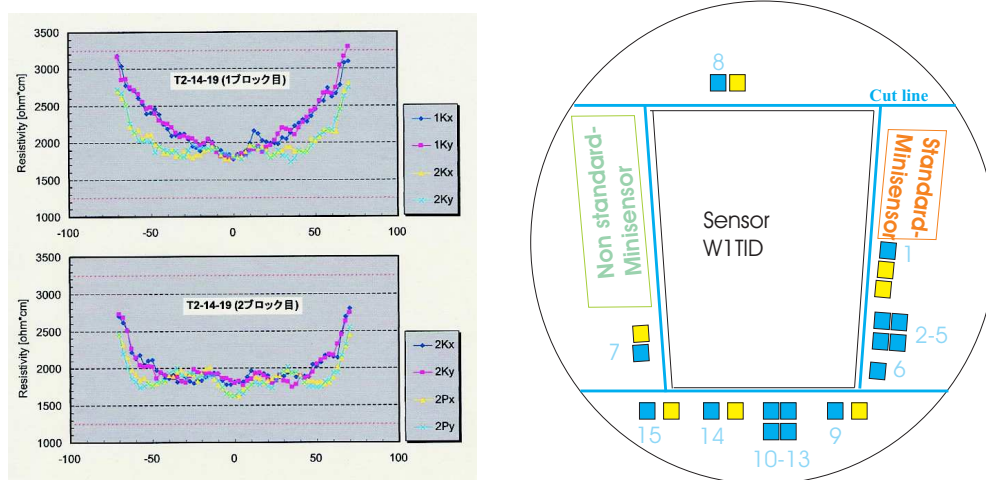 3500
3000
2500
2000
1500
1000
Resistivity [ohm*cm]
T2-14-19 (1ブロック目)
-100
-50
0
50
100
1Kx
1Ky
2Kx
2Ky
3500
3000
2500
2000
1500
1000
Resistivity [ohm*cm]
T2-14-19 (2ブロック目)
-100
-50
0
50
100
2Kx
2Ky
2Px
2Py
8
Cut line
Non standard-
Minisensor
Sensor
W1TID
Standard-
Minisensor
1
2-5
6
7
15
14
10-13
9